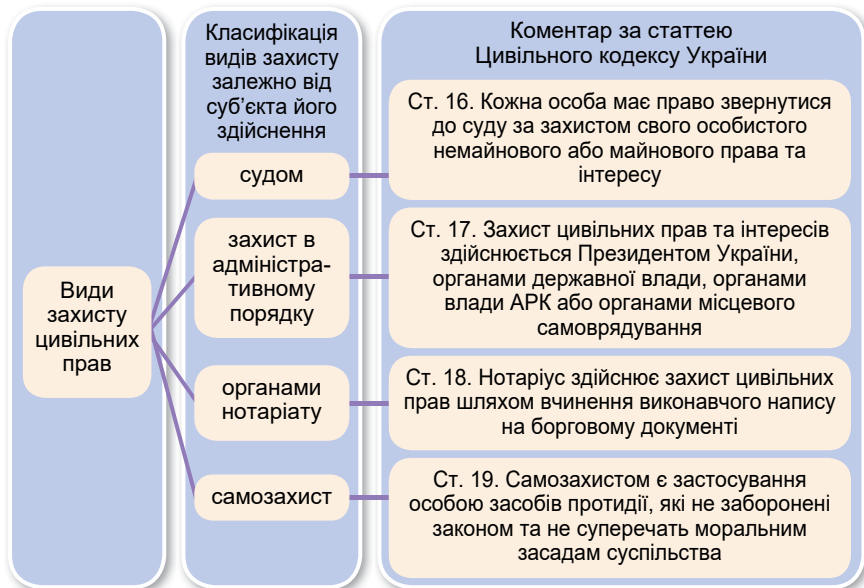 Види
захисту
цивільних
прав
Класифікація
видів захисту
залежно від
суб’єкта його
здійснення
судом
захист в
адміністра-
тивному
порядку
органами
нотаріату
самозахист
Коментар за статтею
Цивільного кодексу України
Ст. 16. Кожна особа має право звернутися
до суду за захистом свого особистого
немайнового або майнового права та
інтересу
Ст. 17. Захист цивільних прав та інтересів
здійснюється Президентом України,
органами державної влади, органами
влади АРК або органами місцевого
самоврядування
Ст. 18. Нотаріус здійснює захист цивільних
прав шляхом вчинення виконавчого напису
на борговому документі
Ст. 19. Самозахистом є застосування
особою засобів протидії, які не заборонені
законом та не суперечать моральним
засадам суспільства